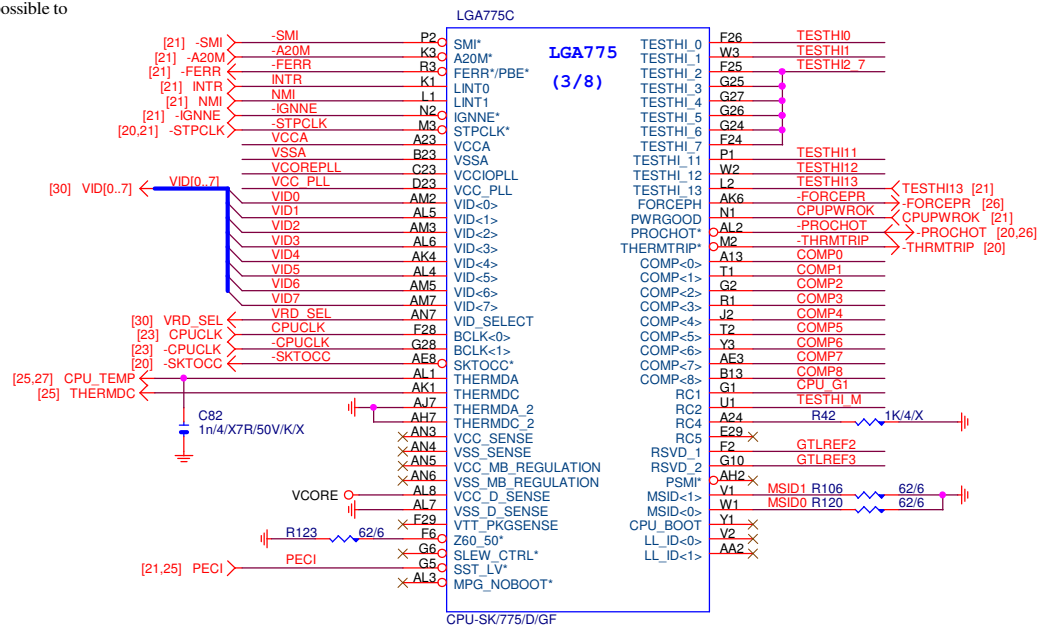 possible to
LGA775C
LGA775
(3/8)
[21] -SMI -SMI P2 SMI*
[21] -A20M -A20M K3 A20M*
[21] -FERR -FERR R3 FERR*/PBE*
[21] INTR INTR K1 LINT0
[21] NMI NMI L1 LINT1
[21] -IGNNE -IGNNE N2 IGNNE*
[20,21] -STPCLK -STPCLK M3 STPCLK*
VCCA A23 VCCA
VSSA B23 VSSA
VCOREPLL C23 VCCIOPLL
[30] VID[0..7] VID[0..7] VCC_PLL D23 VCC_PLL
VID0 AM2 VID<0>
VID1 AL5 VID<1>
VID2 AM3 VID<2>
VID3 AL6 VID<3>
VID4 AK4 VID<4>
VID5 AL4 VID<5>
VID6 AM5 VID<6>
VID7 AM7 VID<7>
[30] VRD_SEL VRD_SEL AN7 VID_SELECT
[23] CPUCLK CPUCLK F28 BCLK<0>
[23] -CPUCLK -CPUCLK G28 BCLK<1>
[20] -SKTOCC -SKTOCC AE8 SKTOCC*
[25,27] CPU_TEMP AL1 THERMDA
[25] THERMDC AK1 THERMDC
AJ7 THERMDA_2
AH7 THERMDC_2
C82
1n/4/X7R/50V/K/X
AN3 VCC_SENSE
AN4 VSS_SENSE
AN5 VCC_MB_REGULATION
AN6 VSS_MB_REGULATION
VCORE AL8 VCC_D_SENSE
AL7 VSS_D_SENSE
F29 VTT_PKGSENSE
R123 62/6 F6 Z60_50*
G6 SLEW_CTRL*
[21,25] PECI PECI G5 SST_LV*
AL3 MPG_NOBOOT*
TESTHI_0 F26 TESTHI0
TESTHI_1 W3 TESTHI1
TESTHI_2 F25 TESTHI2_7
TESTHI_3 G25
TESTHI_4 G27
TESTHI_5 G26
TESTHI_6 G24
TESTHI_7 F24
TESTHI_11 P1 TESTHI11
TESTHI_12 W2 TESTHI12
TESTHI_13 L2 TESTHI13 TESTHI13 [21]
FORCEPH AK6 -FORCEPR -FORCEPR [26]
PWRGOOD N1 CPUPWROK CPUPWROK [21]
PROCHOT* AL2 -PROCHOT -PROCHOT [20,26]
THERMTRIP* M2 -THRMTRIP -THRMTRIP [20]
COMP<0> A13 COMP0
COMP<1> T1 COMP1
COMP<2> G2 COMP2
COMP<3> R1 COMP3
COMP<4> J2 COMP4
COMP<5> T2 COMP5
COMP<6> Y3 COMP6
COMP<7> AE3 COMP7
COMP<8> B13 COMP8
RC1 G1 CPU_G1
RC2 U1 TESTHI_M
RC4 A24 R42 1K/4/X
RC5 E29
RSVD_1 F2 GTLREF2
RSVD_2 G10 GTLREF3
PSMI* AH2
MSID<1> V1 MSID1 R106 62/6
MSID<0> W1 MSID0 R120 62/6
CPU_BOOT Y1
LL_ID<0> V2
LL_ID<1> AA2
CPU-SK/775/D/GF